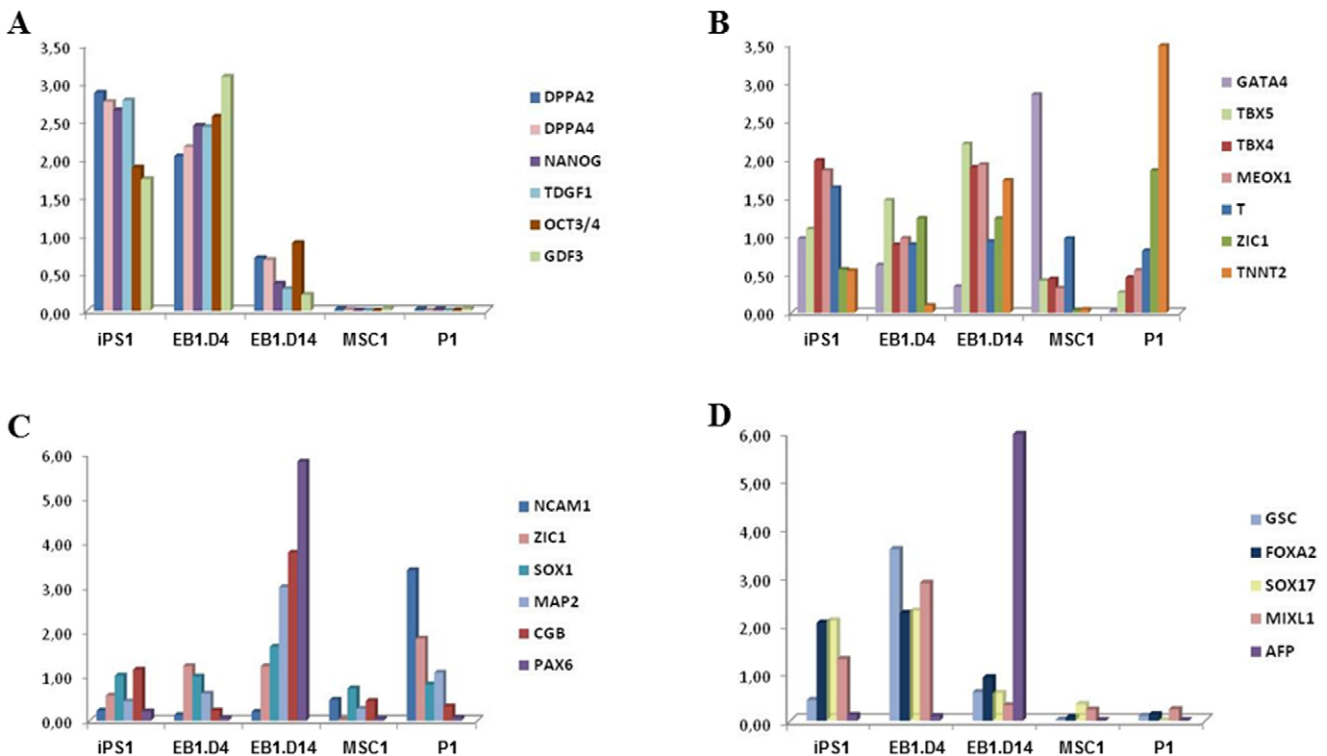 A
3,50
3,00
2,50
2,00
1,50
1,00
0,50
0,00
iPS1 EB1.D4 EB1.D14 MSC1 P1
DPPA2
DPPA4
NANOG
TDGF1
OCT3/4
GDF3
B
3,50
3,00
2,50
2,00
1,50
1,00
0,50
0,00
iPS1 EB1.D4 EB1.D14 MSC1 P1
GATA4
TBX5
TBX4
MEOX1
T
ZIC1
TNNT2
C
6,00
5,00
4,00
3,00
2,00
1,00
0,00
iPS1 EB1.D4 EB1.D14 MSC1 P1
NCAM1
ZIC1
SOX1
MAP2
CGB
PAX6
D
6,00
5,00
4,00
3,00
2,00
1,00
0,00
iPS1 EB1.D4 EB1.D14 MSC1 P1
GSC
FOXA2
SOX17
MIXL1
AFP